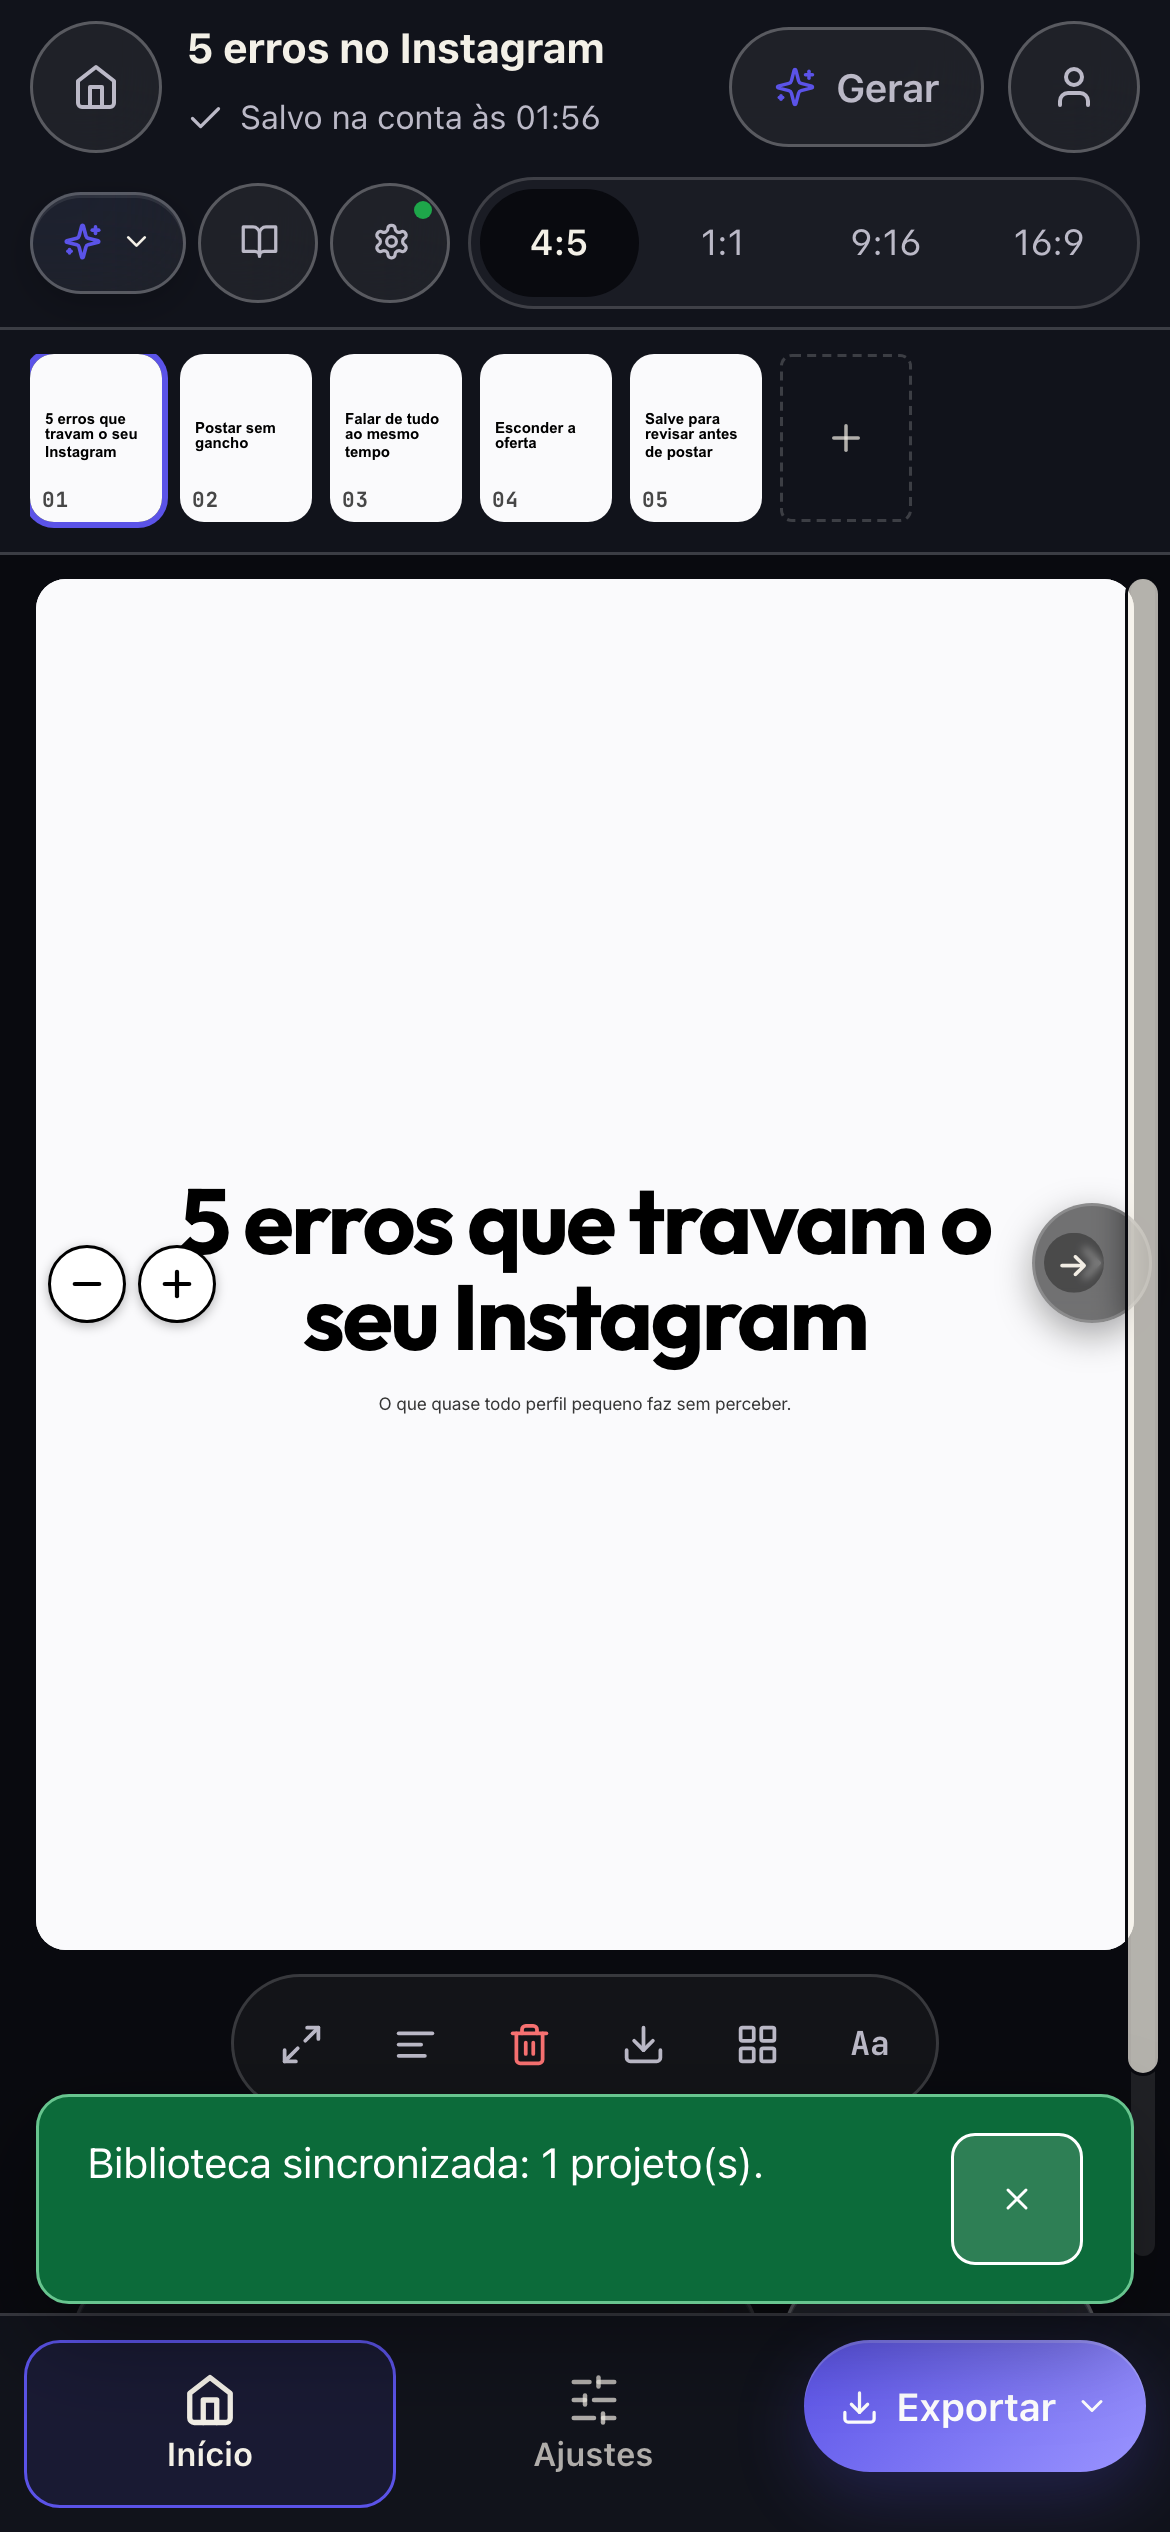 5 erros no Instagram
Salvo na conta às 01:56
Gerar
4:5
1:1
9:16
16:9
5 erros que
travam o seu
Instagram
01
Postar sem
gancho
02
Falar de tudo
ao mesmo
tempo
03
Esconder a
oferta
04
Salve para
revisar antes
de postar
05
5 erros que travam o
seu Instagram
O que quase todo perfil pequeno faz sem perceber.
Aa
Biblioteca sincronizada: 1 projeto(s).
Início
Ajustes
Exportar